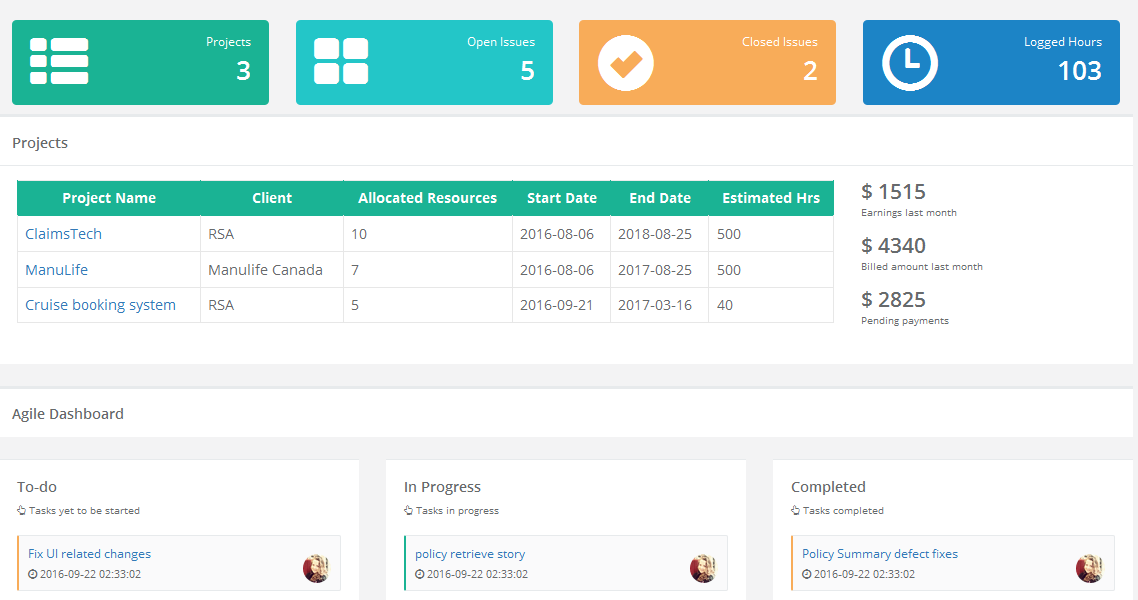 Projects
3
Open Issues
5
Closed Issues
2
Logged Hours
103
Projects
Project Name Client Allocated Resources Start Date End Date Estimated Hrs
ClaimsTech RSA 10 2016-08-06 2018-08-25 500
ManuLife Manulife Canada 7 2016-08-06 2017-08-25 500
Cruise booking system RSA 5 2016-09-21 2017-03-16 40
$ 1515
Earnings last month
$ 4340
Billed amount last month
$ 2825
Pending payments
Agile Dashboard
To-do
Tasks yet to be started
Fix UI related changes
2016-09-22 02:33:02
In Progress
Tasks in progress
policy retrieve story
2016-09-22 02:33:02
Completed
Tasks completed
Policy Summary defect fixes
2016-09-22 02:33:02